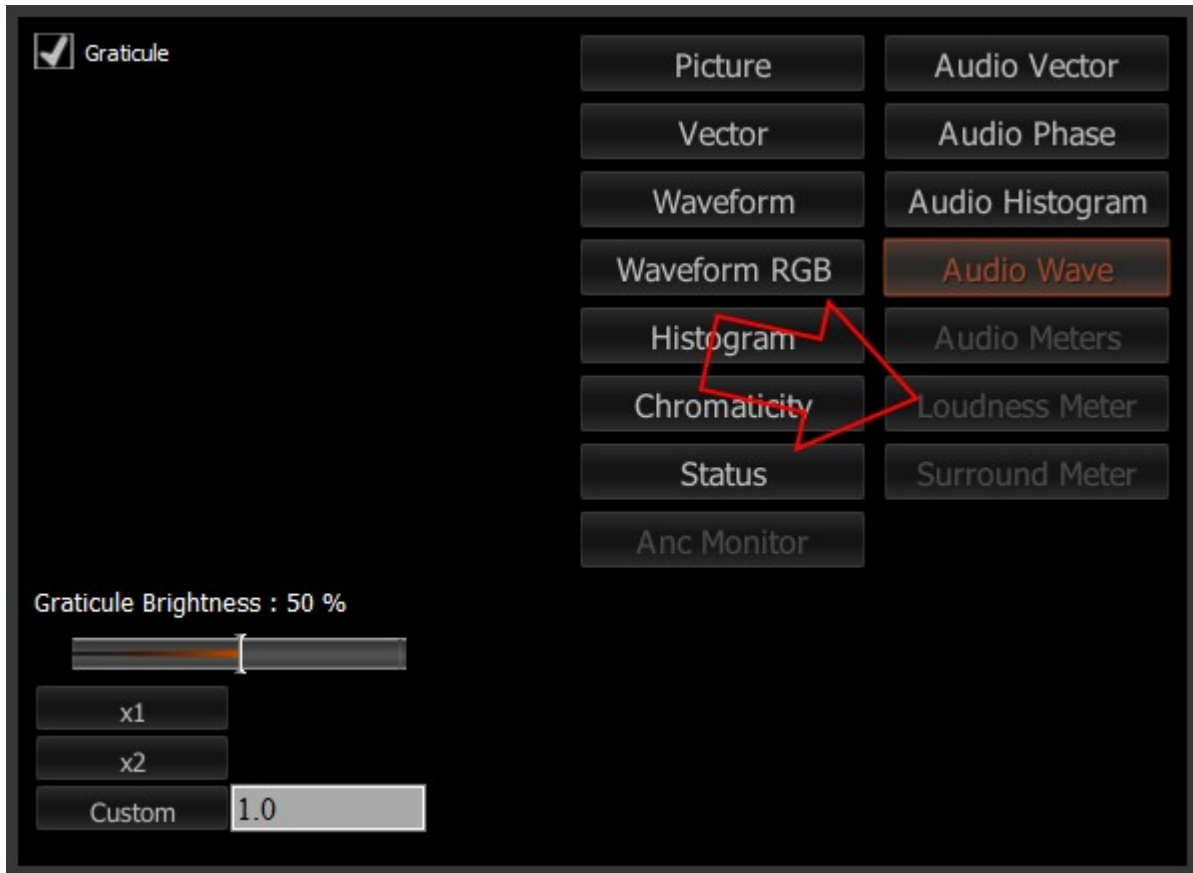 Graticule
Picture
Audio Vector
Vector
Audio Phase
Waveform
Audio Histogram
Waveform RGB
Audio Wave
Histogram
Audio Meters
Chromaticity
Loudness Meter
Status
Surround Meter
Anc Monitor
Graticule Brightness : 50 %
x1
x2
Custom
1.0